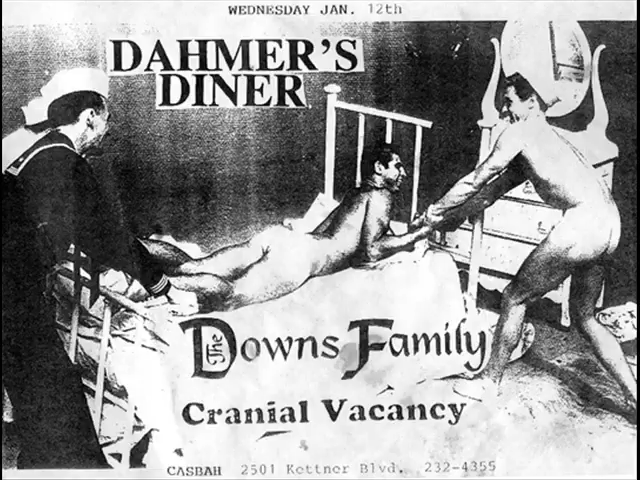 WEDNESDAY JAN. 12th
DAHMER'S
DINER
The Downs Family
Cranial Vacancy
CASBAH 2501 Kettner Blvd. 232-4355